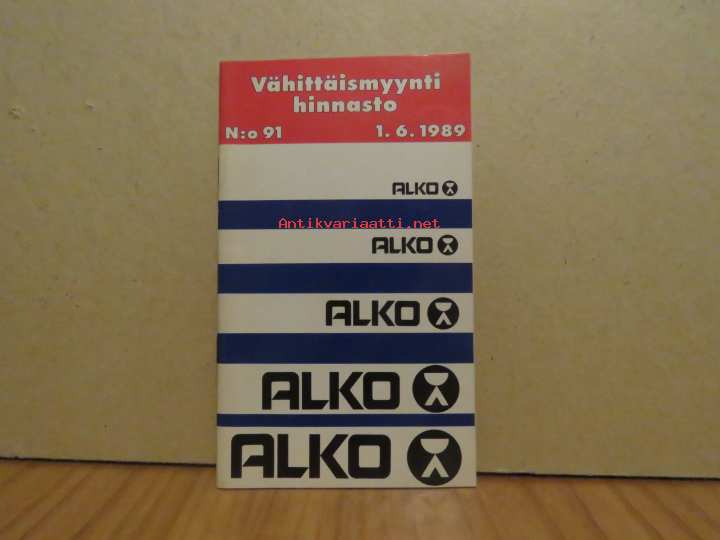 Vähittäismyynti
hinnasto
N:o 91 1. 6. 1989
ALKO
Antikvariaatti.net
ALKO
ALKO
ALKO
ALKO